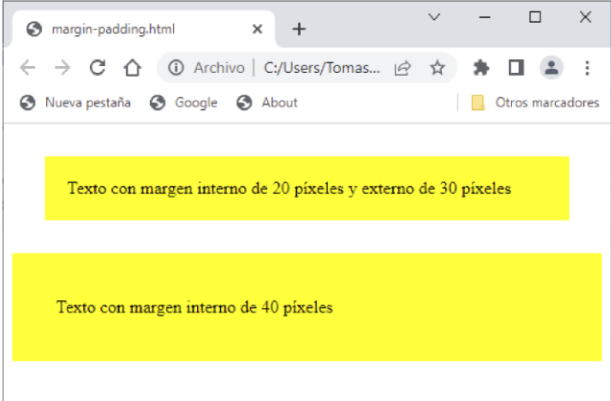 margin-padding.html
Archivo | C:/Users/Tomas...
Nueva pestaña Google About Otros marcadores
Texto con margen interno de 20 píxeles y externo de 30 píxeles
Texto con margen interno de 40 píxeles